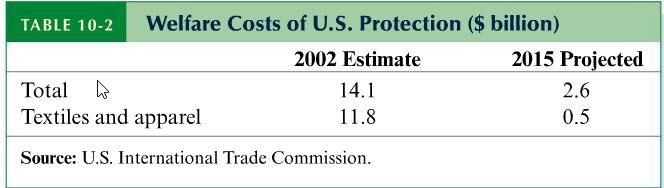 TABLE 10-2 Welfare Costs of U.S. Protection ($ billion)
2002 Estimate 2015 Projected
Total 14.1 2.6
Textiles and apparel 11.8 0.5
Source: U.S. International Trade Commission.